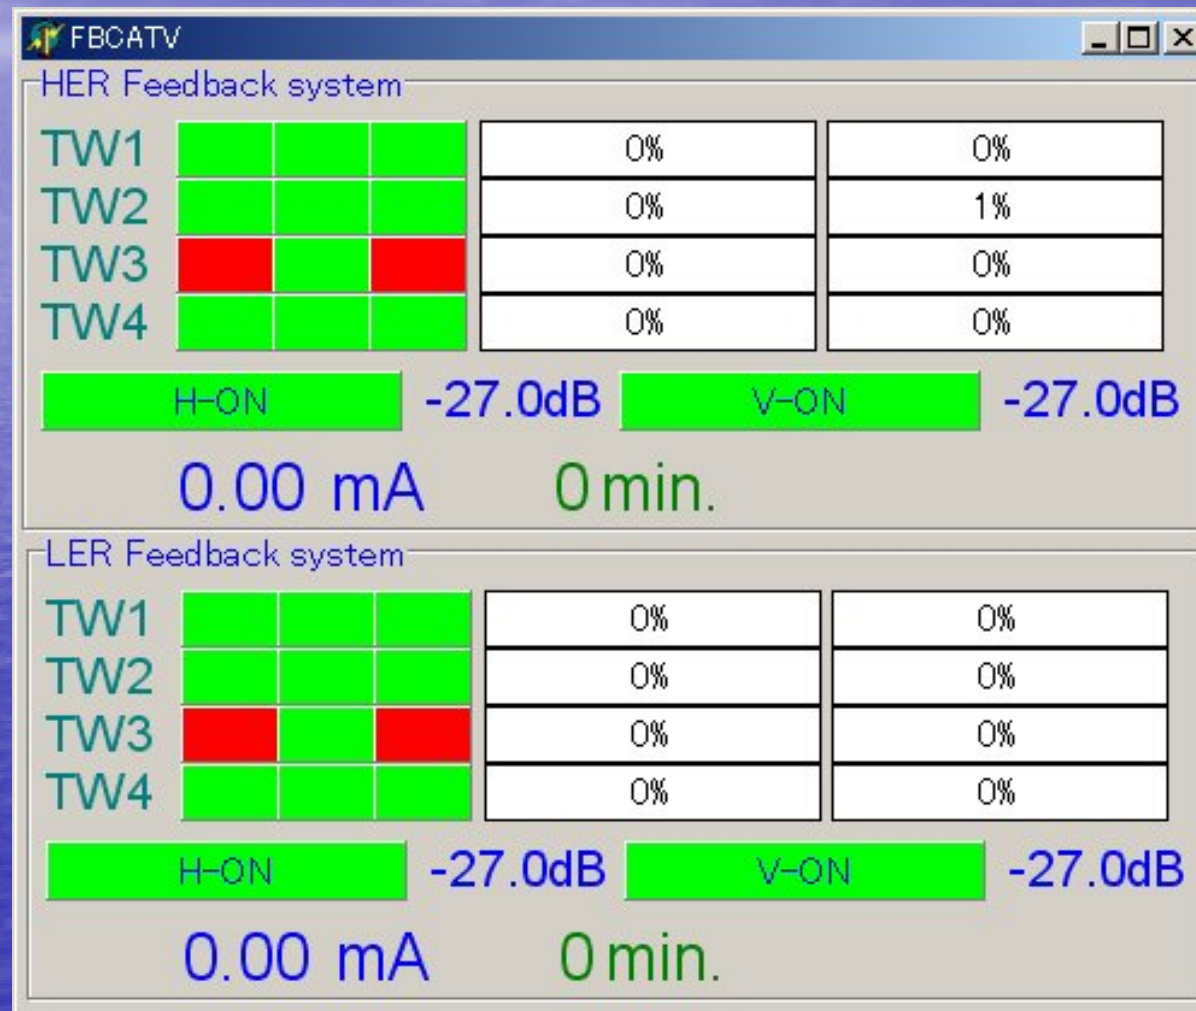 FBCATV
HER Feedback system
TW1 0% 0%
TW2 0% 1%
TW3 0% 0%
TW4 0% 0%
H-ON -27.0dB V-ON -27.0dB
0.00 mA 0 min.
LER Feedback system
TW1 0% 0%
TW2 0% 0%
TW3 0% 0%
TW4 0% 0%
H-ON -27.0dB V-ON -27.0dB
0.00 mA 0 min.